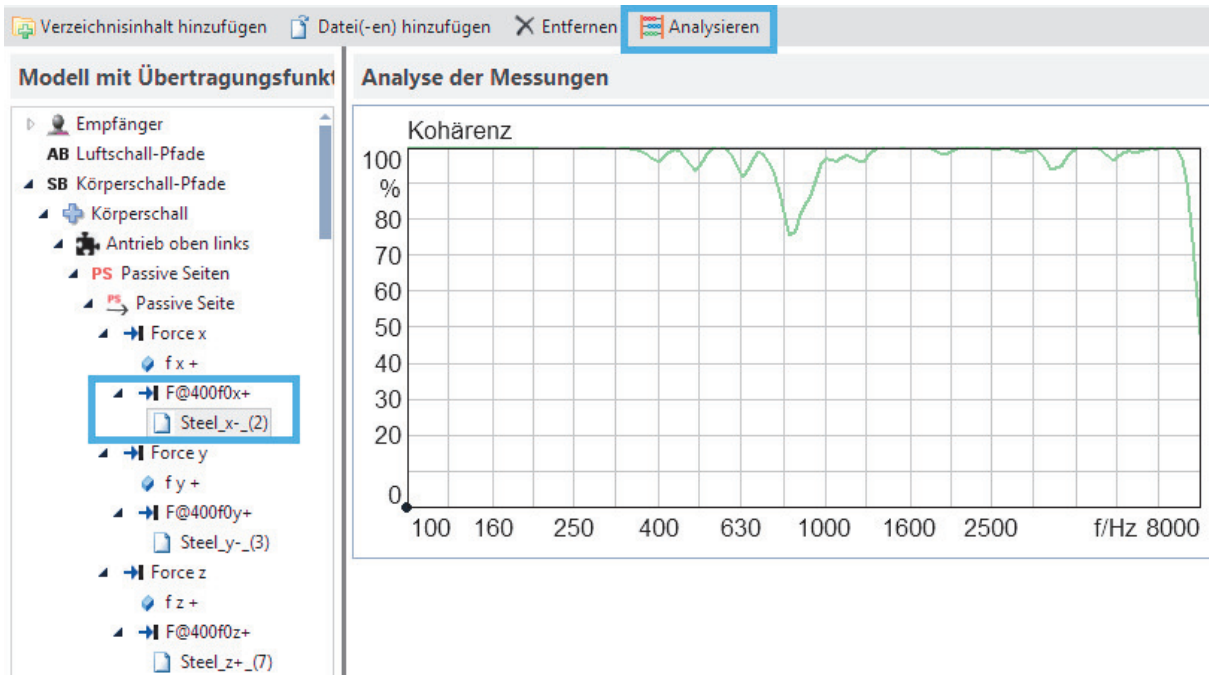 Verzeichnisinhalt hinzufügen Datei(-en) hinzufügen Entfernen Analysieren
Modell mit Übertragungsfunkt
Empfänger
AB Luftschall-Pfade
SB Körperschall-Pfade
Körperschall
Antrieb oben links
PS Passive Seiten
PS Passive Seite
Force x
f x +
F@400f0x+
Steel_x-_(2)
Force y
f y +
F@400f0y+
Steel_y-_(3)
Force z
f z +
F@400f0z+
Steel_z+_(7)
Analyse der Messungen
Kohärenz
100
%
80
70
60
50
40
30
20
0
100 160 250 400 630 1000 1600 2500 f/Hz 8000